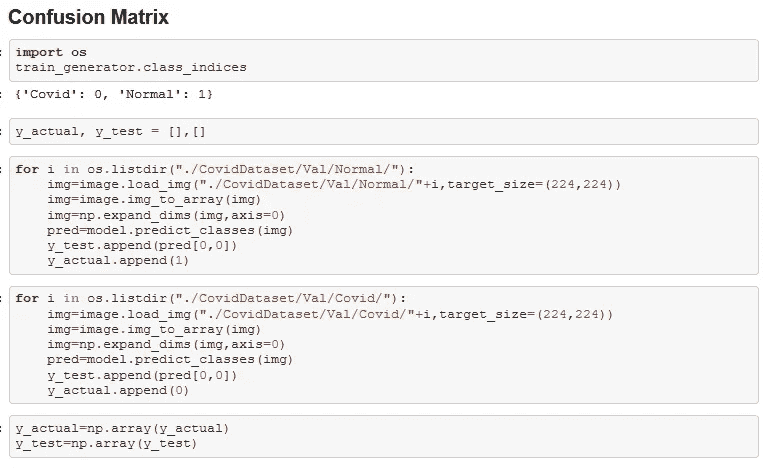 Confusion Matrix
: import os
train_generator.class_indices
: {'Covid': 0, 'Normal': 1}
: y_actual, y_test = [],[]
: for i in os.listdir("./CovidDataset/Val/Normal/"):
img=image.load_img("./CovidDataset/Val/Normal/"+i,target_size=(224,224))
img=image.img_to_array(img)
img=np.expand_dims(img,axis=0)
pred=model.predict_classes(img)
y_test.append(pred[0,0])
y_actual.append(1)
: for i in os.listdir("./CovidDataset/Val/Covid/"):
img=image.load_img("./CovidDataset/Val/Covid/"+i,target_size=(224,224))
img=image.img_to_array(img)
img=np.expand_dims(img,axis=0)
pred=model.predict_classes(img)
y_test.append(pred[0,0])
y_actual.append(0)
: y_actual=np.array(y_actual)
y_test=np.array(y_test)